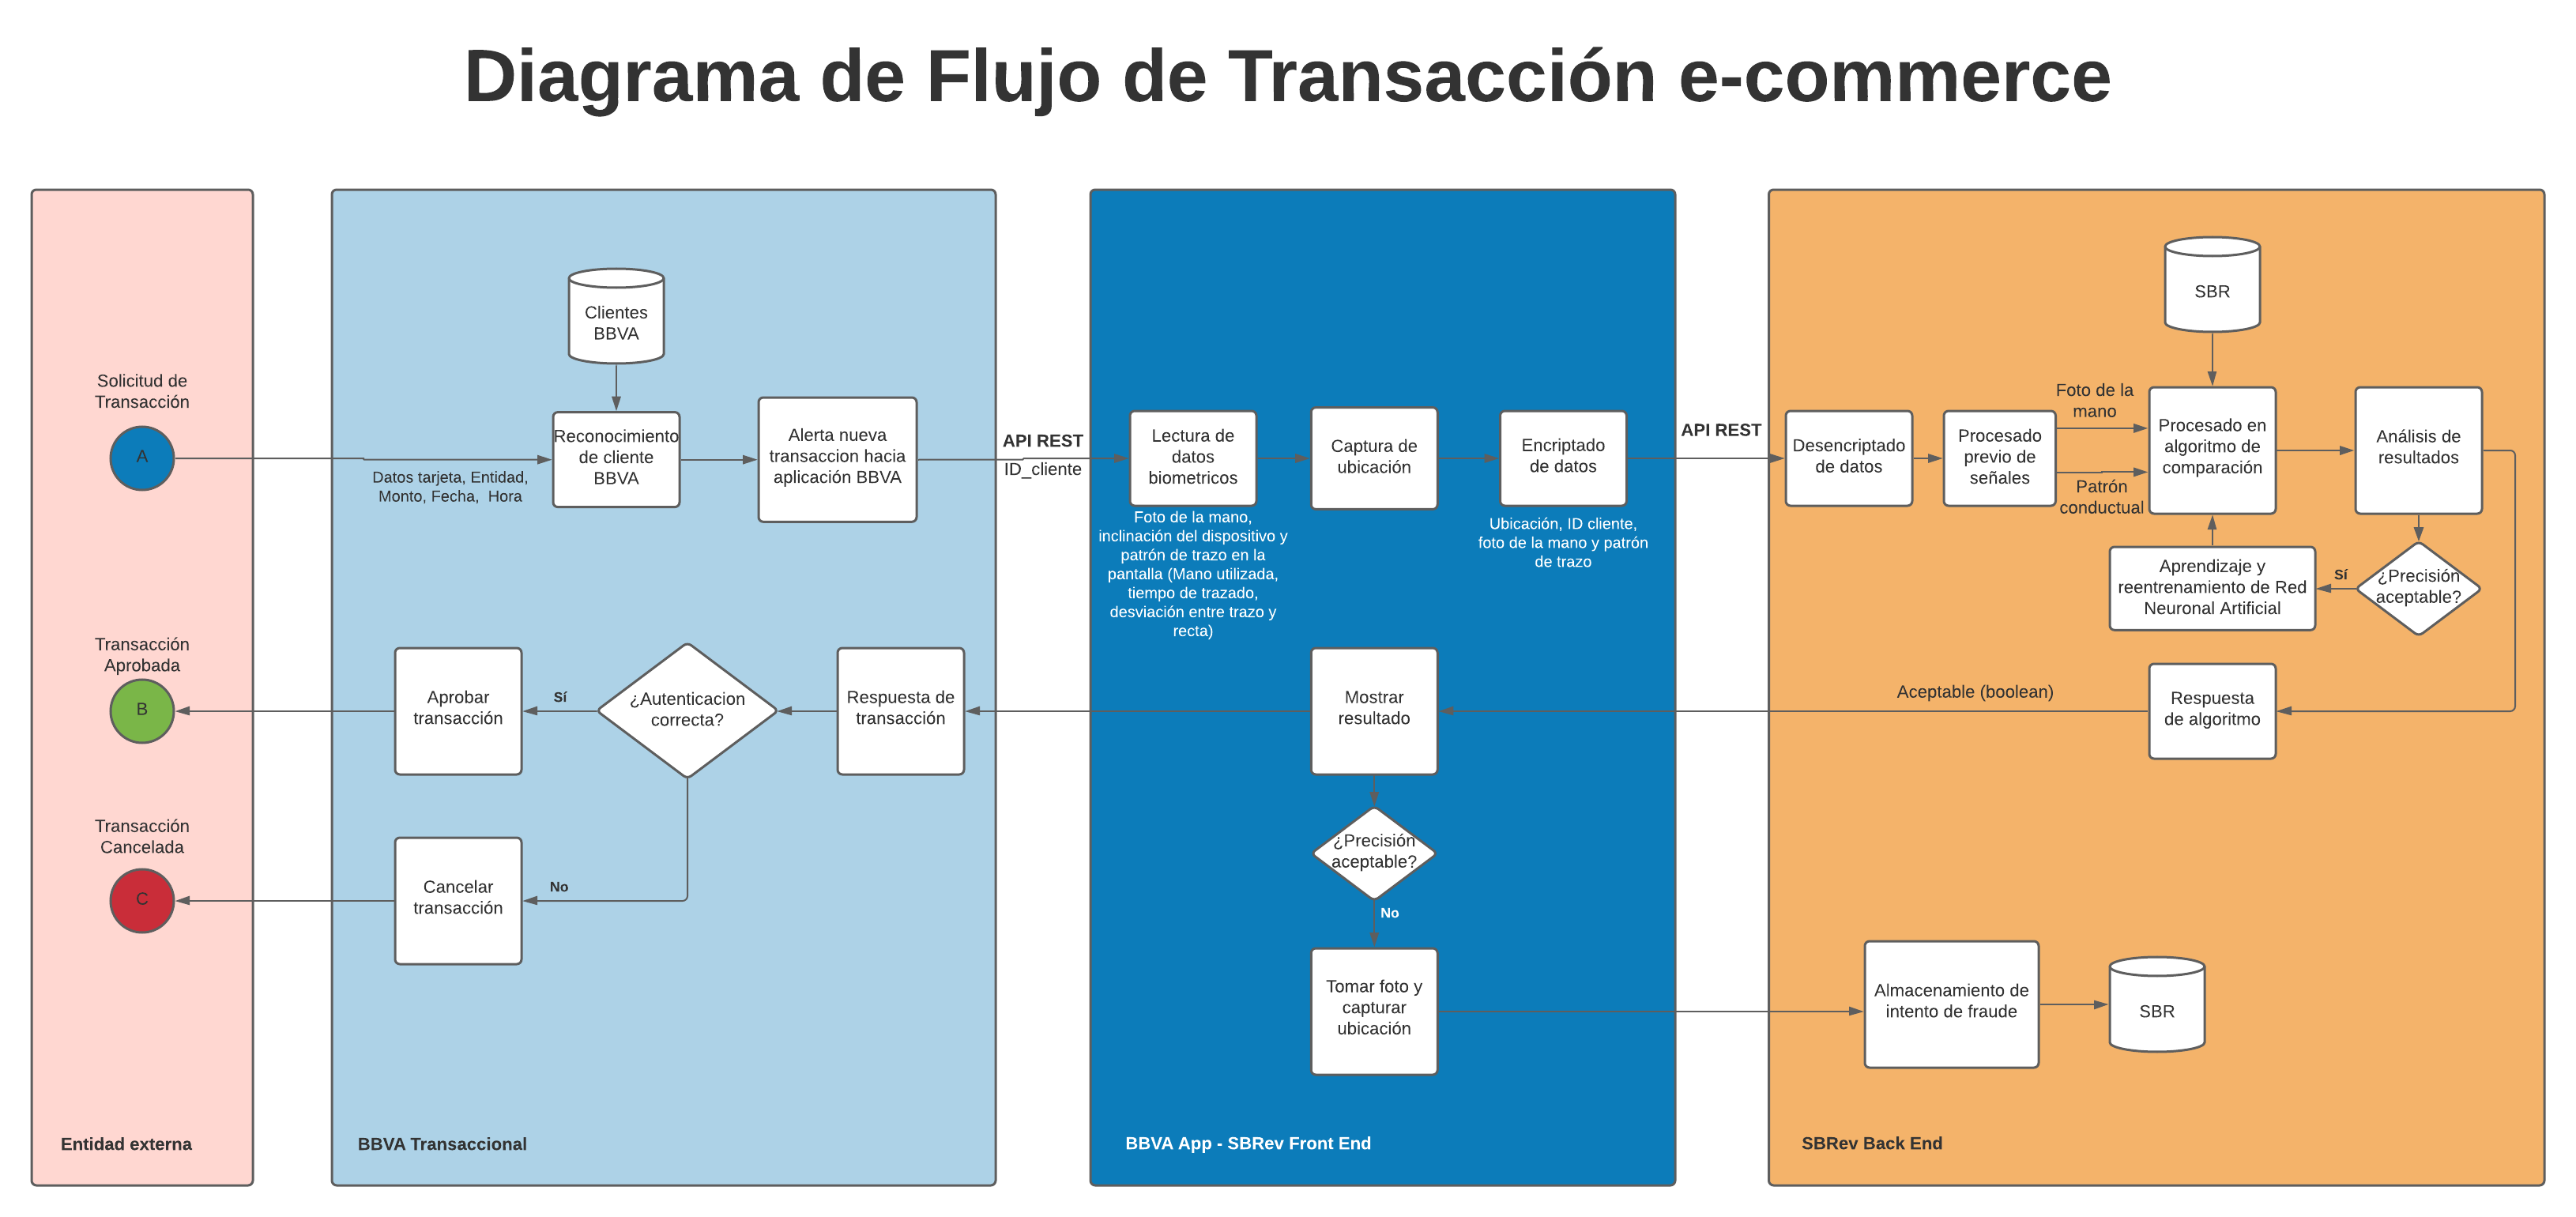 Diagrama de Flujo de Transacción e-commerce
Solicitud de
Transacción
A
Transacción
Aprobada
B
Transacción
Cancelada
C
Entidad externa
Clientes
BBVA
Datos tarjeta, Entidad,
Monto, Fecha,  Hora
Reconocimiento
de cliente
BBVA
Alerta nueva
transaccion hacia
aplicación BBVA
Aprobar
transacción
Sí
¿Autenticacion
correcta?
Respuesta de
transacción
Cancelar
transacción
No
BBVA Transaccional
API REST
ID_cliente
Lectura de
datos
biometricos
Foto de la mano,
inclinación del dispositivo y
patrón de trazo en la
pantalla (Mano utilizada,
tiempo de trazado,
desviación entre trazo y
recta)
Captura de
ubicación
Encriptado
de datos
Ubicación, ID cliente,
foto de la mano y patrón
de trazo
Mostrar
resultado
¿Precisión
aceptable?
No
Tomar foto y
capturar
ubicación
BBVA App - SBRev Front End
API REST
Desencriptado
de datos
Procesado
previo de
señales
Foto de la
mano
Patrón
conductual
SBR
Procesado en
algoritmo de
comparación
Análisis de
resultados
Aprendizaje y
reentrenamiento de Red
Neuronal Artificial
Sí
¿Precisión
aceptable?
Aceptable (boolean)
Respuesta
de algoritmo
Almacenamiento de
intento de fraude
SBR
SBRev Back End